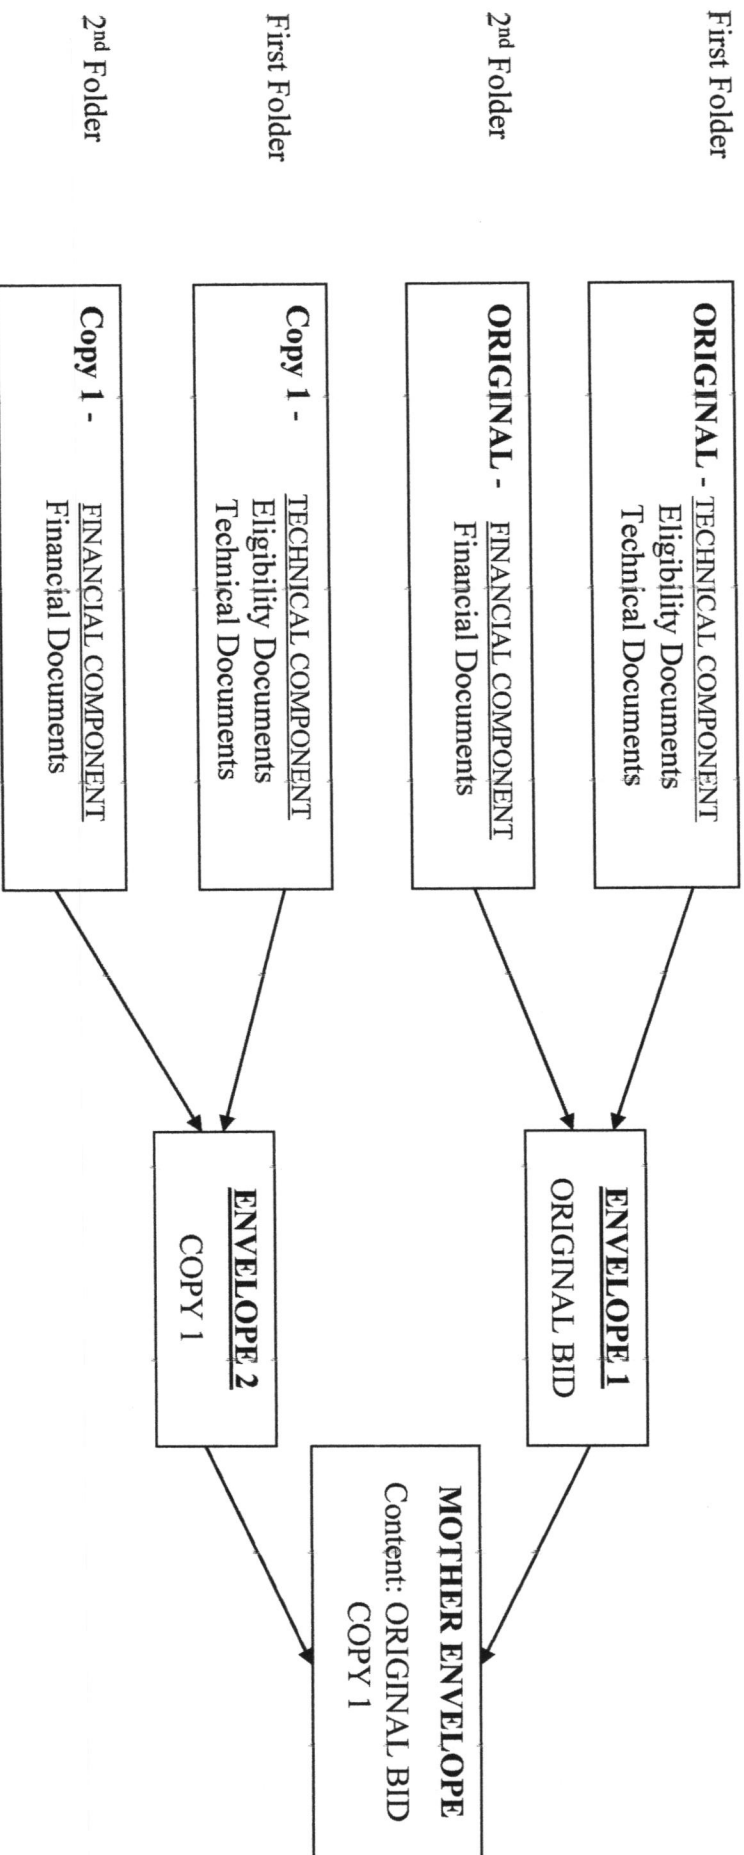 First Folder
ORIGINAL - TECHNICAL COMPONENT
Eligibility Documents
Technical Documents
2nd Folder
ORIGINAL - FINANCIAL COMPONENT
Financial Documents
First Folder
Copy 1 - TECHNICAL COMPONENT
Eligibility Documents
Technical Documents
2nd Folder
Copy 1 - FINANCIAL COMPONENT
Financial Documents
ENVELOPE 1
ORIGINAL BID
ENVELOPE 2
COPY 1
MOTHER ENVELOPE
Content: ORIGINAL BID
COPY 1